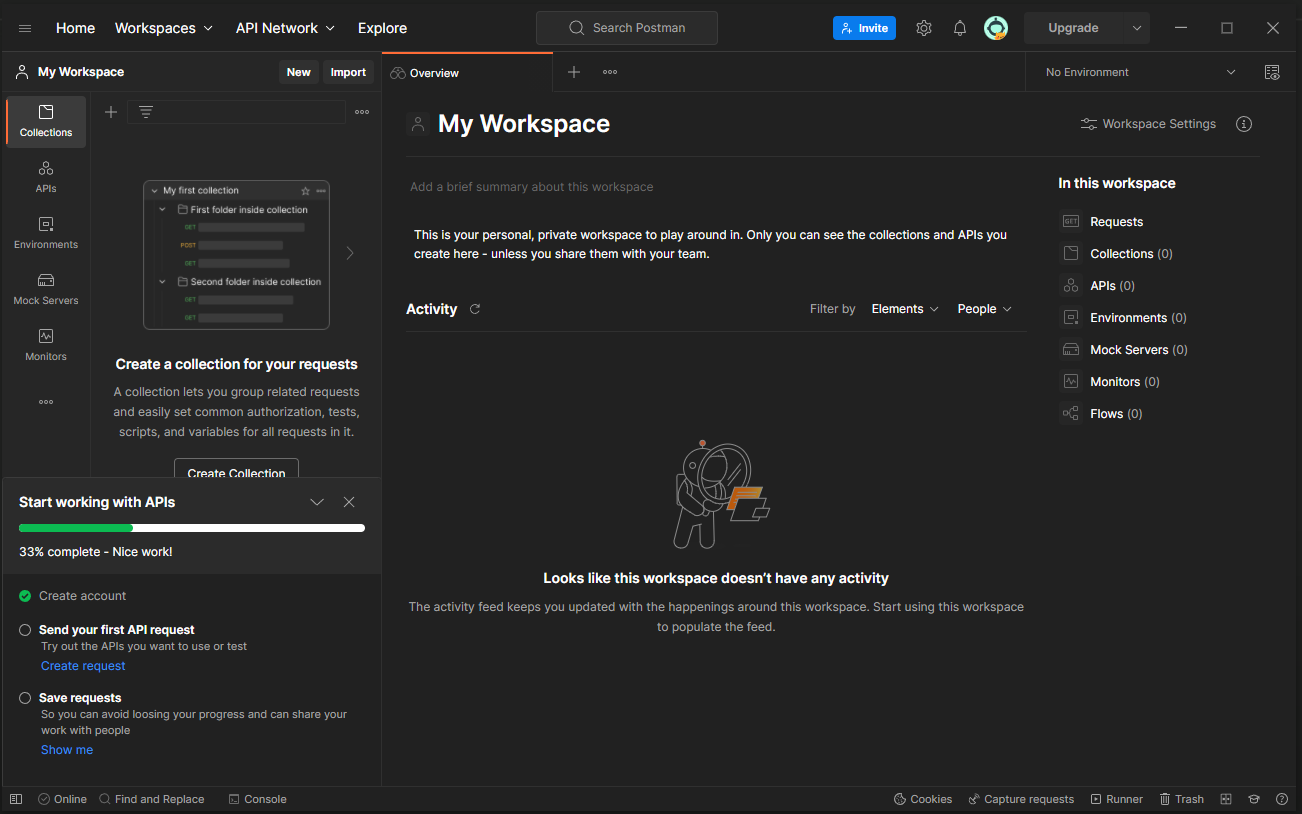 Home Workspaces API Network Explore Search Postman Invite Upgrade
My Workspace New Import Overview No Environment
Collections
APIs
Environments
Mock Servers
Monitors
My first collection
First folder inside collection
GET
POST
GET
Second folder inside collection
GET
GET
Create a collection for your requests
A collection lets you group related requests
and easily set common authorization, tests,
scripts, and variables for all requests in it.
Create Collection
Start working with APIs
33% complete - Nice work!
Create account
Send your first API request
Try out the APIs you want to use or test
Create request
Save requests
So you can avoid loosing your progress and can share your
work with people
Show me
My Workspace
Workspace Settings
Add a brief summary about this workspace
This is your personal, private workspace to play around in. Only you can see the collections and APIs you
create here - unless you share them with your team.
Activity Filter by Elements People
Looks like this workspace doesn’t have any activity
The activity feed keeps you updated with the happenings around this workspace. Start using this workspace
to populate the feed.
In this workspace
GET Requests
Collections (0)
APIs (0)
Environments (0)
Mock Servers (0)
Monitors (0)
Flows (0)
Online Find and Replace Console Cookies Capture requests Runner Trash